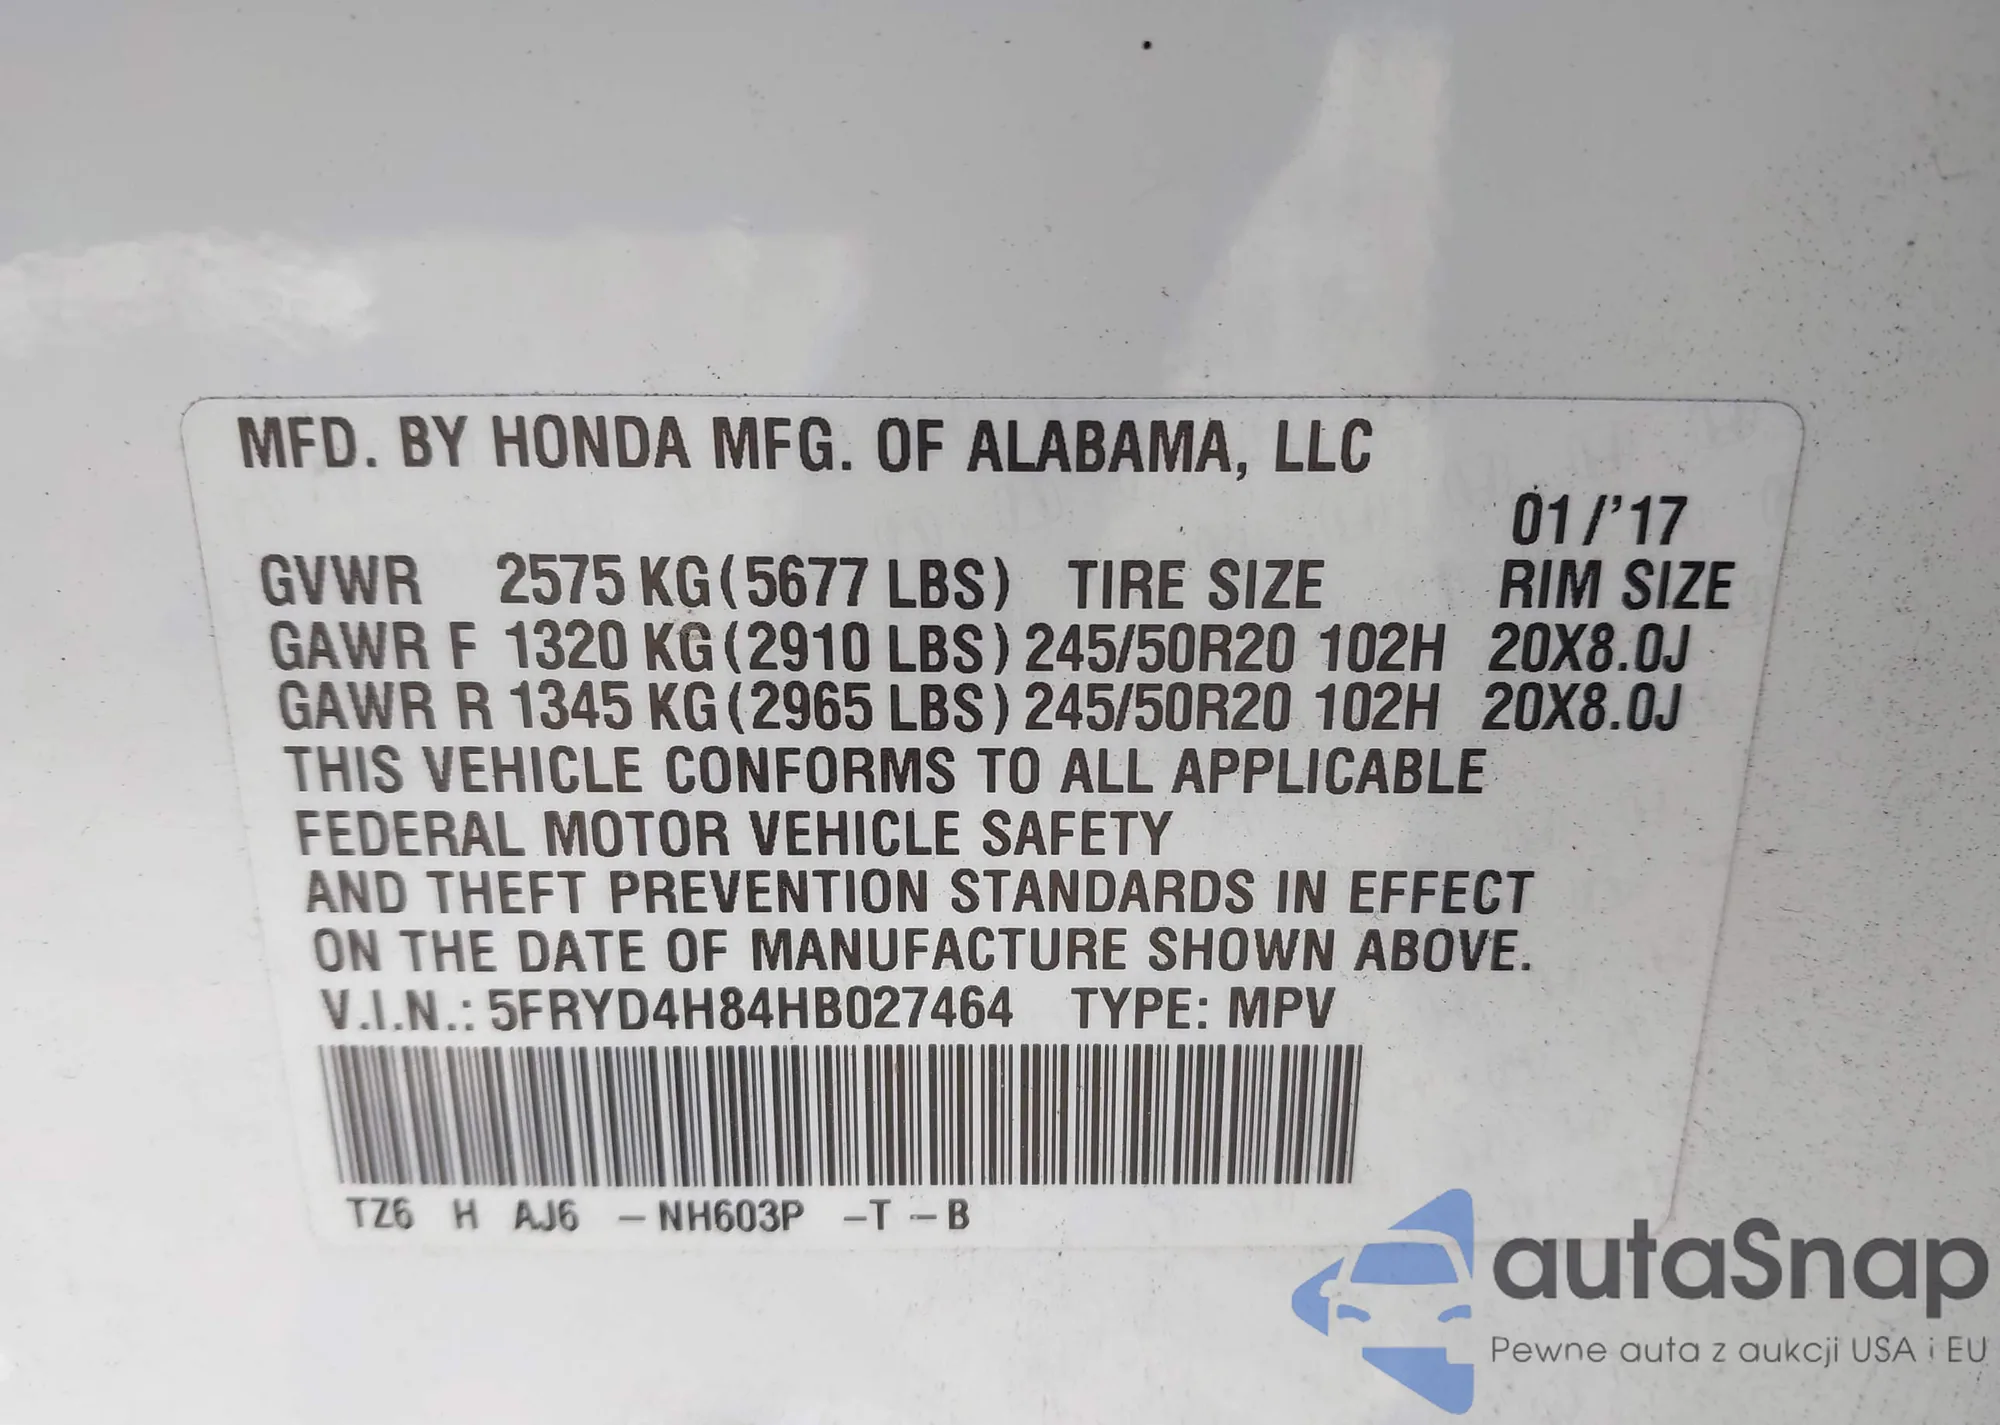 MFD. BY HONDA MFG. OF ALABAMA, LLC
01/'17
GVWR 2575 KG (5677 LBS) TIRE SIZE RIM SIZE
GAWR F 1320 KG (2910 LBS) 245/50R20 102H 20X8.0J
GAWR R 1345 KG (2965 LBS) 245/50R20 102H 20X8.0J
THIS VEHICLE CONFORMS TO ALL APPLICABLE
FEDERAL MOTOR VEHICLE SAFETY
AND THEFT PREVENTION STANDARDS IN EFFECT
ON THE DATE OF MANUFACTURE SHOWN ABOVE.
V.I.N.: 5FRYD4H84HB027464 TYPE: MPV
TZ6 H AJ6 – NH603P –T –B
autaSnap
Pewne auta z aukcji USA i EU